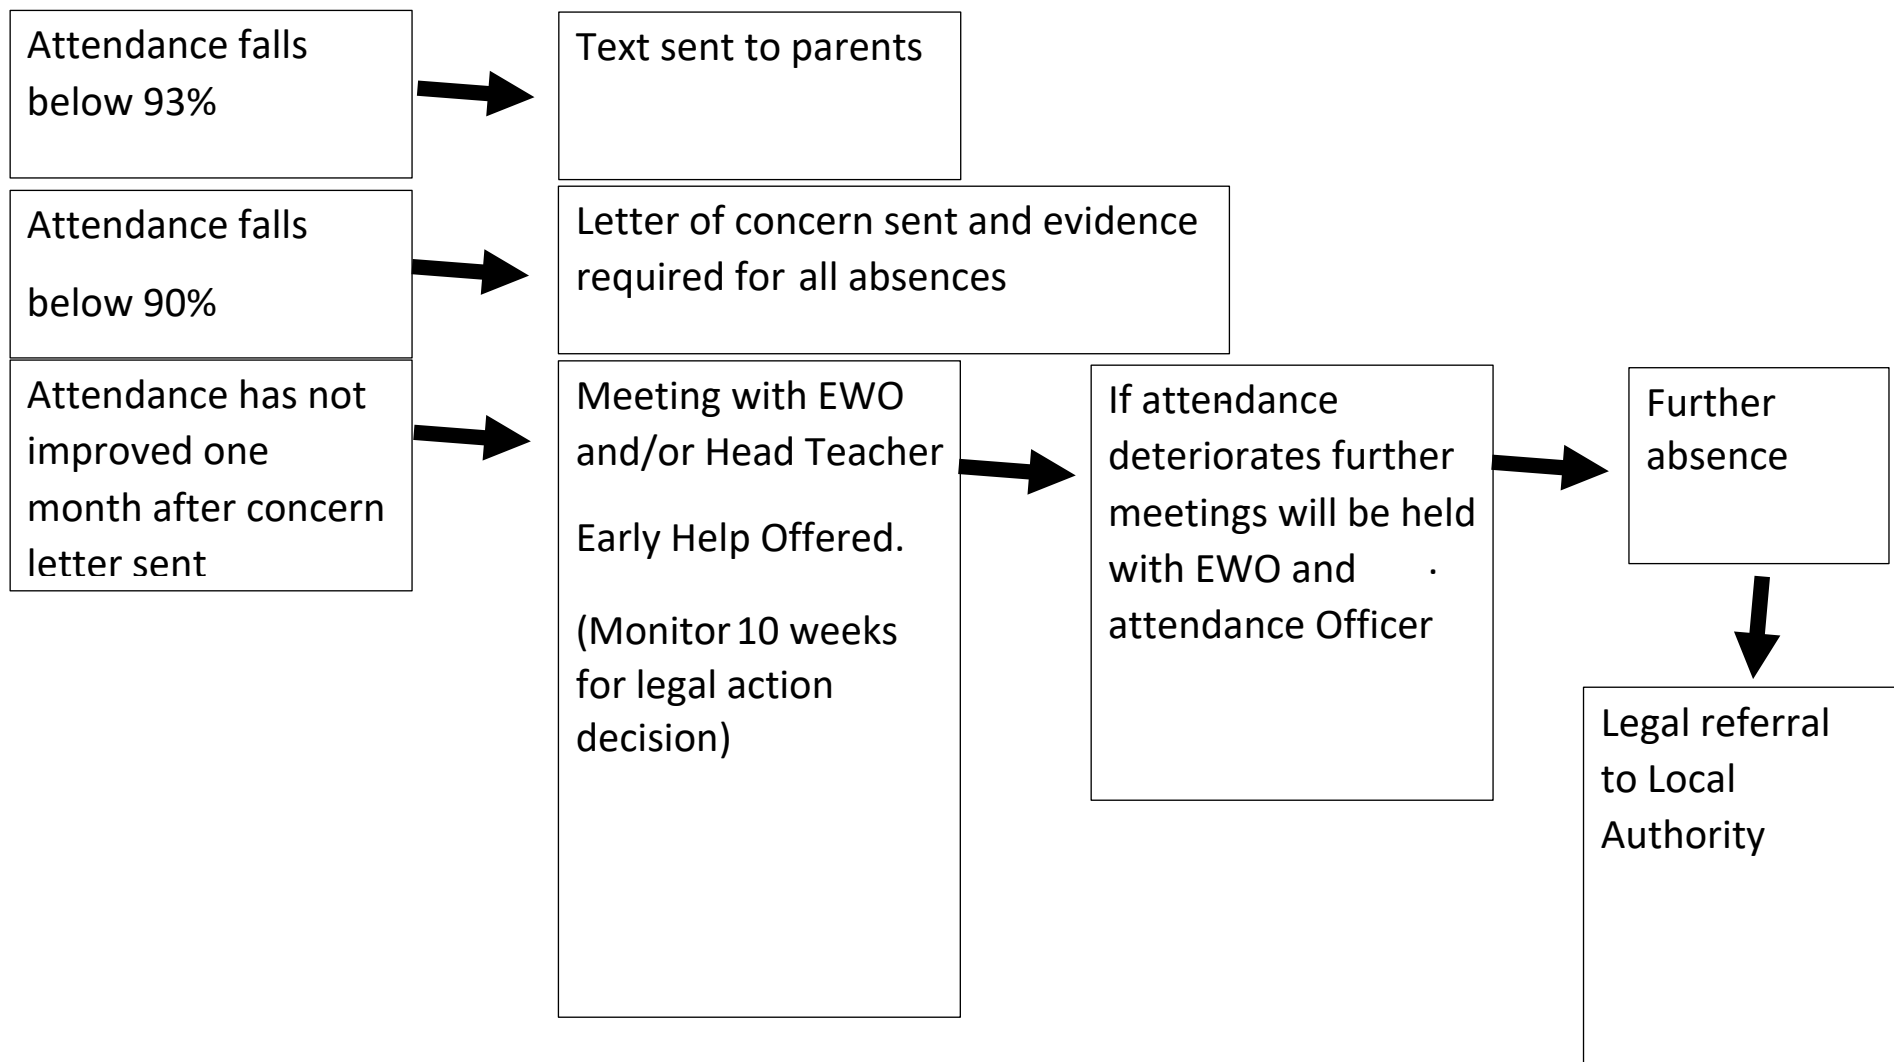 Attendance falls
below 93%
Text sent to parents
Attendance falls
below 90%
Letter of concern sent and evidence
required for all absences
Attendance has not
improved one
month after concern
letter sent
Meeting with EWO
and/or Head Teacher
Early Help Offered.
(Monitor 10 weeks
for legal action
decision)
If attendance
deteriorates further
meetings will be held
with EWO and
attendance Officer
Further
absence
Legal referral
to Local
Authority